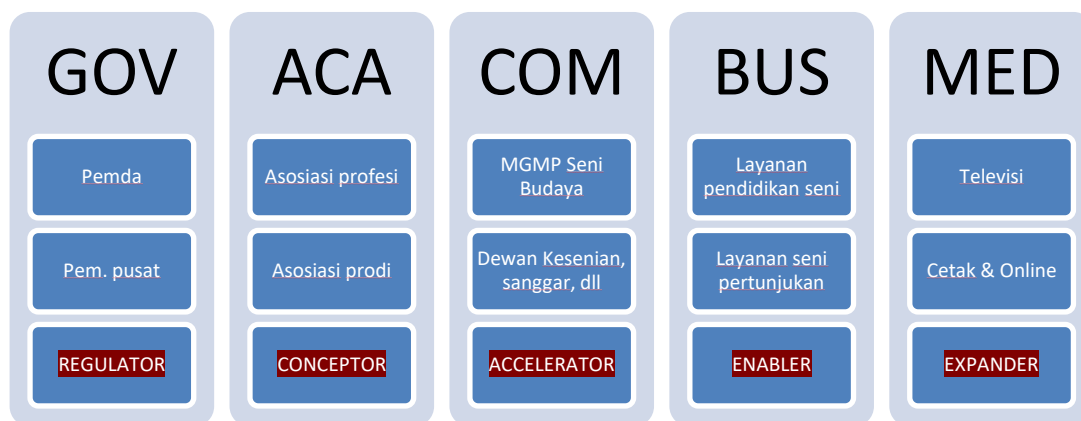 GOV
Pemda
Pem. pusat
REGULATOR
ACA
Asosiasi profesi
Asosiasi prodi
CONCEPTOR
COM
MGMP Seni
Budaya
Dewan Kesenian,
sanggar, dll
ACCELERATOR
BUS
Layanan
pendidikan seni
Layanan seni
pertunjukan
ENABLER
MED
Televisi
Cetak & Online
EXPANDER